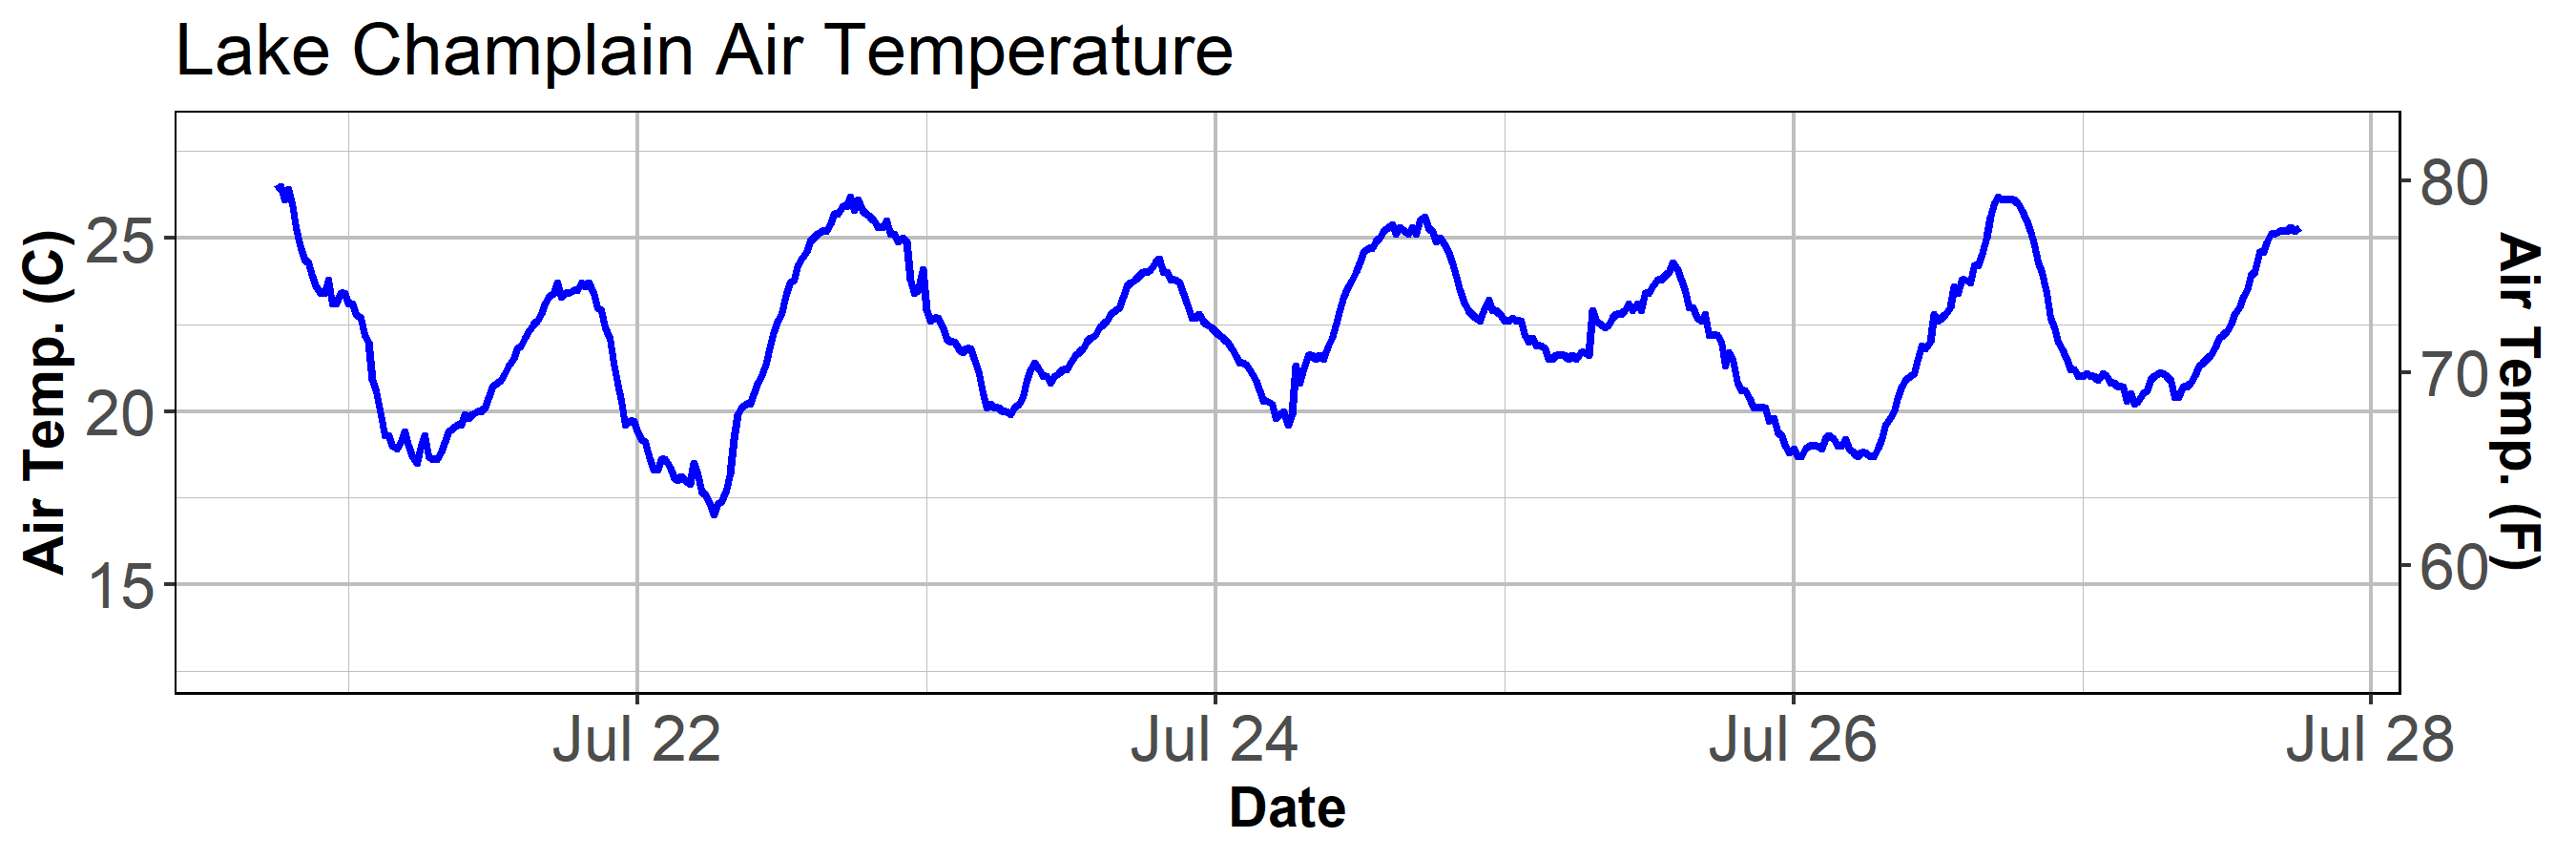 Lake Champlain Air Temperature
Air Temp. (C)
25
20
15
80
70
60
Air Temp. (F)
Jul 22
Jul 24
Jul 26
Jul 28
Date